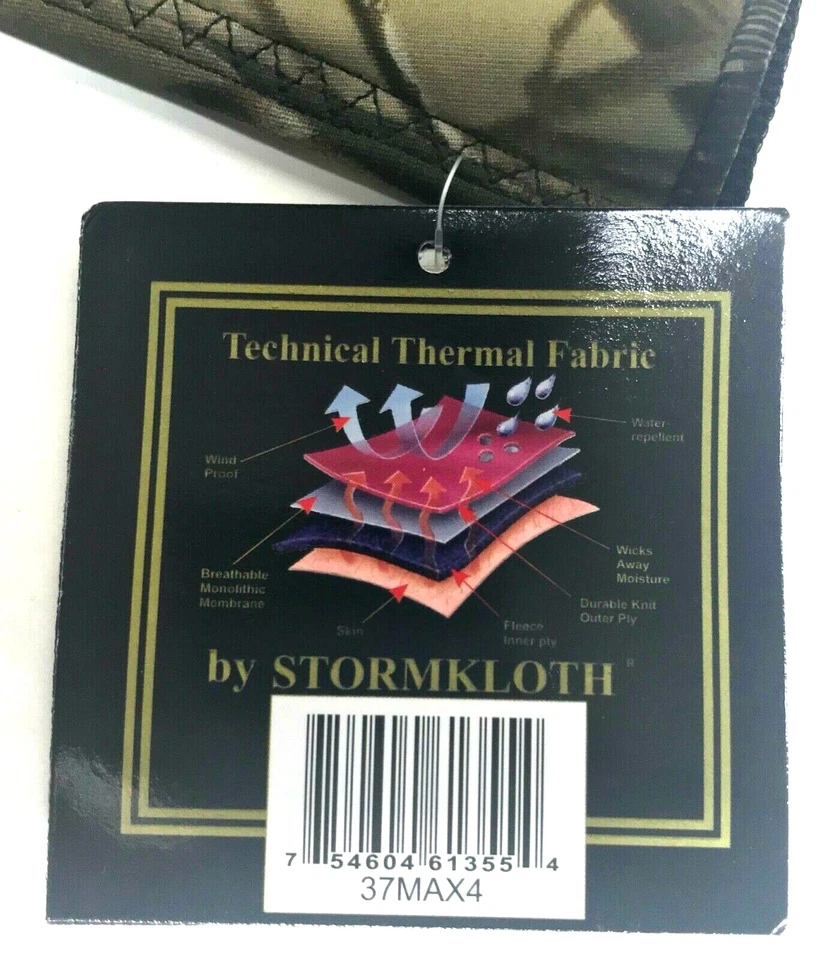 Technical Thermal Fabric
Water-
repellent
Wind
Proof
Wicks
Away
Moisture
Breathable
Monolithic
Membrane
Durable Knit
Outer Ply
Skin
Fleece
Inner ply
by STORMKLOTH ®
7 54604 61355 4
37MAX4